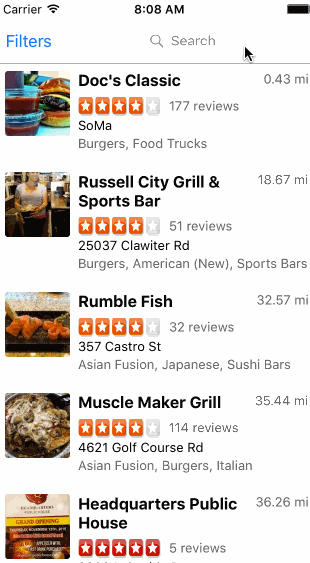 Carrier 8:08 AM
Filters Search
Doc's Classic 0.43 mi
177 reviews
SoMa
Burgers, Food Trucks
Russell City Grill & 18.67 mi
Sports Bar
51 reviews
25037 Clawiter Rd
Burgers, American (New), Sports Bars
Rumble Fish 32.57 mi
32 reviews
357 Castro St
Asian Fusion, Japanese, Sushi Bars
Muscle Maker Grill 35.44 mi
114 reviews
4621 Golf Course Rd
Asian Fusion, Burgers, Italian
Headquarters Public 36.26 mi
House
GRAND OPENING
5 reviews